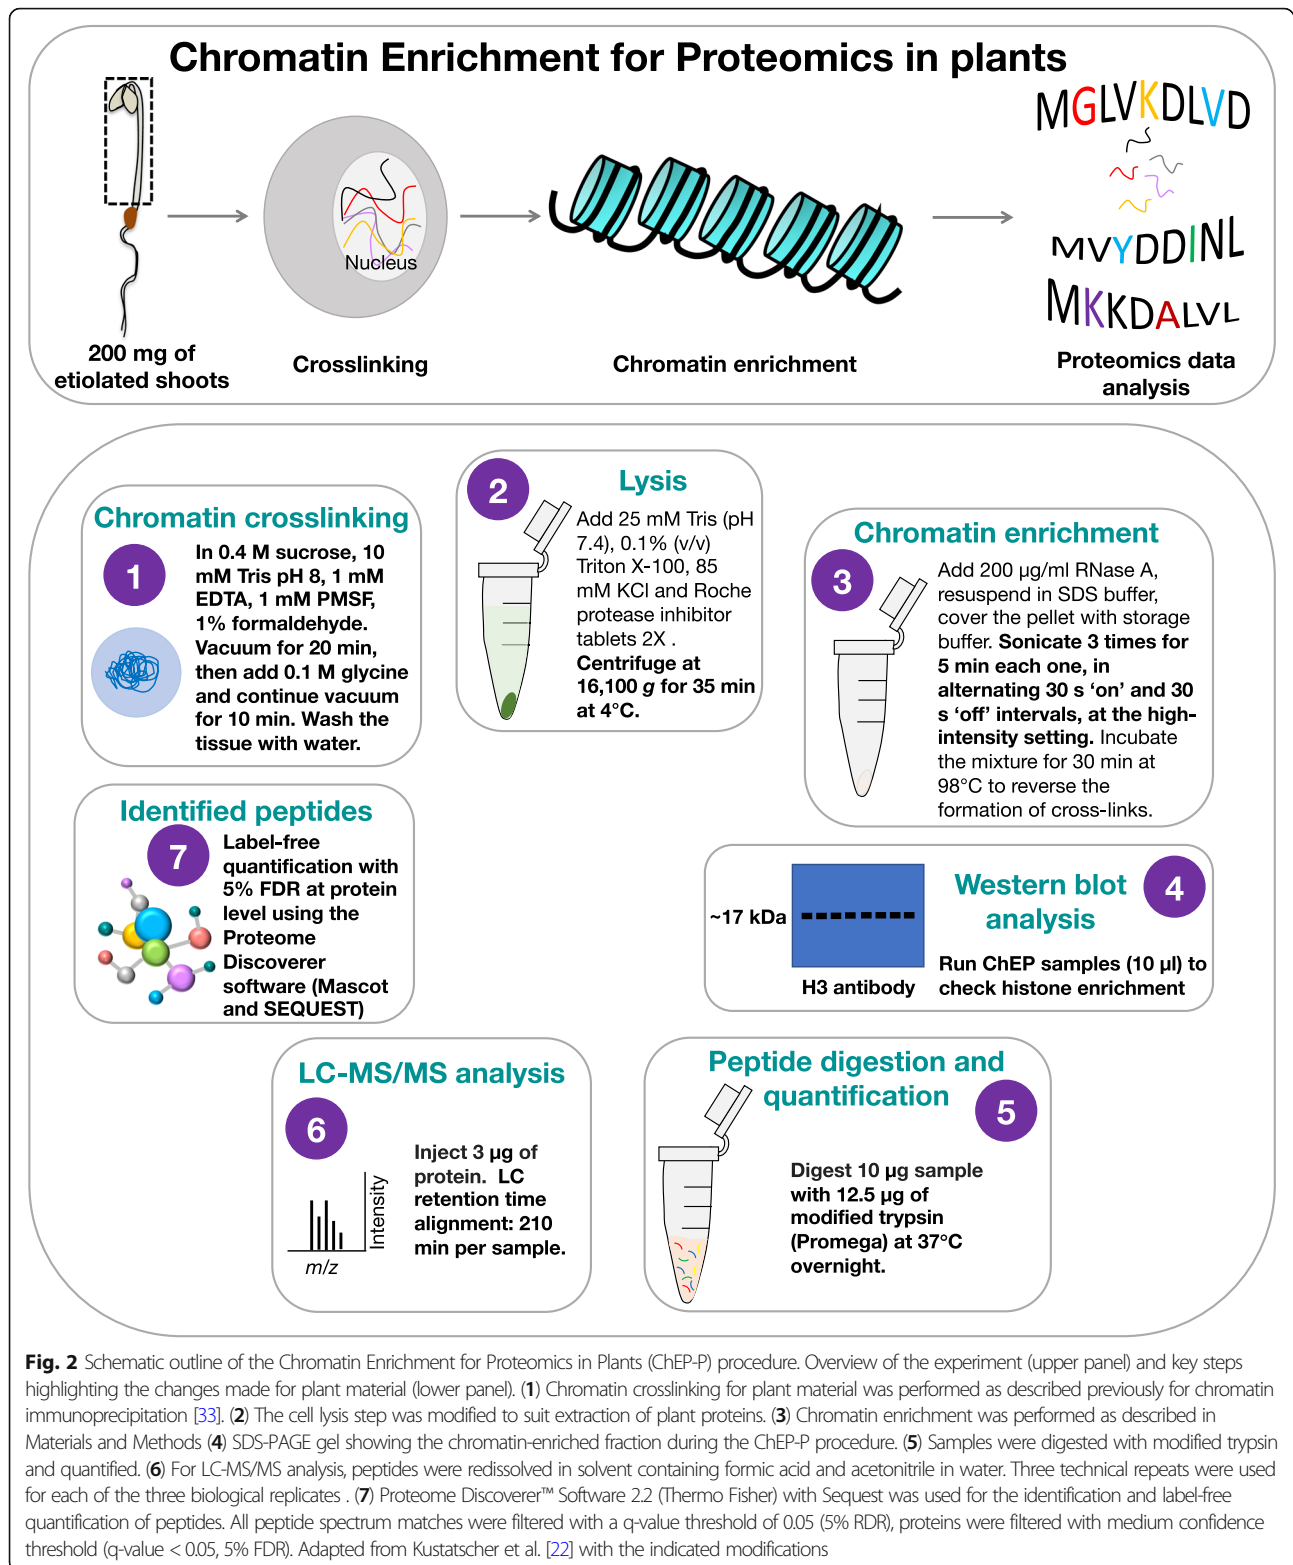 Chromatin Enrichment for Proteomics in plants
MGLVKDLVD
MVYDDINL
MKKDALVL
Nucleus
200 mg of
etiolated shoots
Crosslinking
Chromatin enrichment
Proteomics data
analysis
Chromatin crosslinking
1
In 0.4 M sucrose, 10
mM Tris pH 8, 1 mM
EDTA, 1 mM PMSF,
1% formaldehyde.
Vacuum for 20 min,
then add 0.1 M glycine
and continue vacuum
for 10 min. Wash the
tissue with water.
2
Lysis
Add 25 mM Tris (pH
7.4), 0.1% (v/v)
Triton X-100, 85
mM KCl and Roche
protease inhibitor
tablets 2X .
Centrifuge at
16,100 g for 35 min
at 4°C.
Chromatin enrichment
3
Add 200 µg/ml RNase A,
resuspend in SDS buffer,
cover the pellet with storage
buffer. Sonicate 3 times for
5 min each one, in
alternating 30 s ‘on’ and 30
s ‘off’ intervals, at the high-
intensity setting. Incubate
the mixture for 30 min at
98°C to reverse the
formation of cross-links.
Western blot
analysis
4
~17 kDa
H3 antibody
Run ChEP samples (10 µl) to
check histone enrichment
Peptide digestion and
quantification
5
Digest 10 µg sample
with 12.5 µg of
modified trypsin
(Promega) at 37°C
overnight.
LC-MS/MS analysis
6
Inject 3 µg of
protein. LC
retention time
alignment: 210
min per sample.
Intensity
m/z
Identified peptides
7
Label-free
quantification with
5% FDR at protein
level using the
Proteome
Discoverer
software (Mascot
and SEQUEST)
Fig. 2 Schematic outline of the Chromatin Enrichment for Proteomics in Plants (ChEP-P) procedure. Overview of the experiment (upper panel) and key steps
highlighting the changes made for plant material (lower panel). (1) Chromatin crosslinking for plant material was performed as described previously for chromatin
immunoprecipitation [33]. (2) The cell lysis step was modified to suit extraction of plant proteins. (3) Chromatin enrichment was performed as described in
Materials and Methods (4) SDS-PAGE gel showing the chromatin-enriched fraction during the ChEP-P procedure. (5) Samples were digested with modified trypsin
and quantified. (6) For LC-MS/MS analysis, peptides were redissolved in solvent containing formic acid and acetonitrile in water. Three technical repeats were used
for each of the three biological replicates . (7) Proteome Discoverer™ Software 2.2 (Thermo Fisher) with Sequest was used for the identification and label-free
quantification of peptides. All peptide spectrum matches were filtered with a q-value threshold of 0.05 (5% RDR), proteins were filtered with medium confidence
threshold (q-value < 0.05, 5% FDR). Adapted from Kustatscher et al. [22] with the indicated modifications